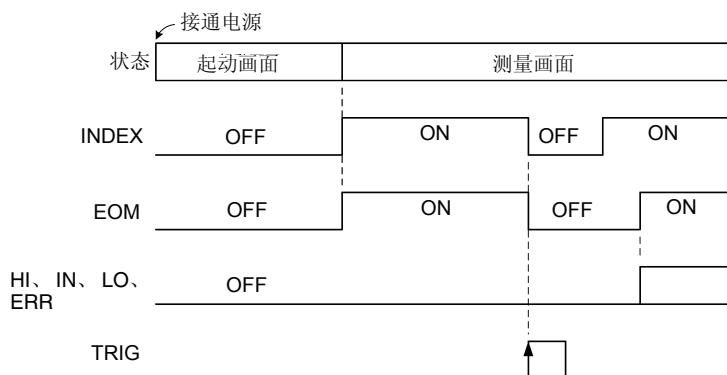 接通电源
状态 起动画面 测量画面
INDEX OFF ON OFF ON
EOM OFF ON OFF ON
HI、 IN、 LO、 OFF
ERR
TRIG